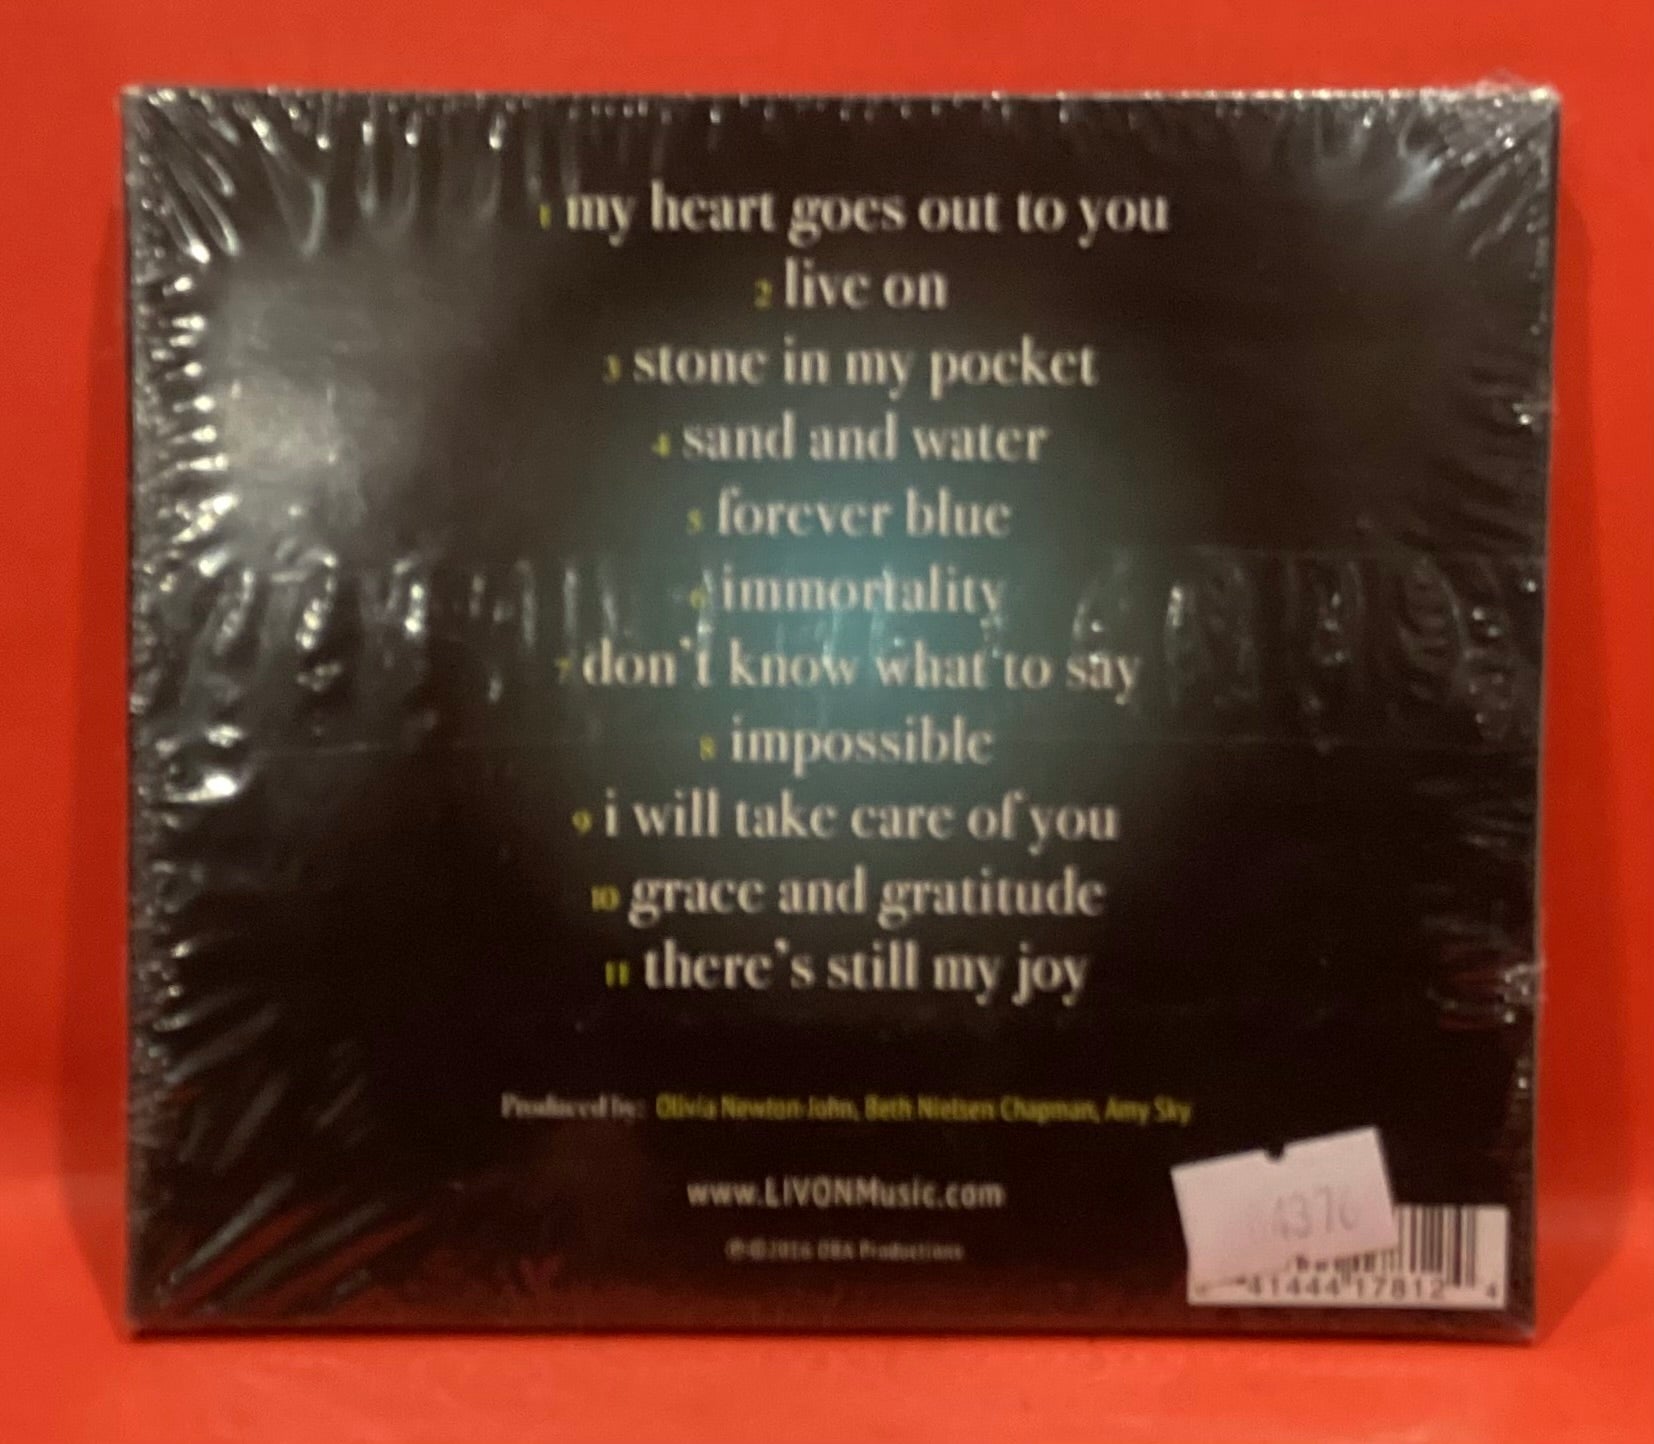 1 my heart goes out to you
2 live on
3 stone in my pocket
4 sand and water
5 forever blue
6 immortality
7 don't know what to say
8 impossible
9 i will take care of you
10 grace and gratitude
11 there's still my joy
Produced by: Olivia Newton-John, Beth Nielsen Chapman, Amy Sky
www.LIVONMusic.com
℗©2016 Productions
4376
41444 17812 4